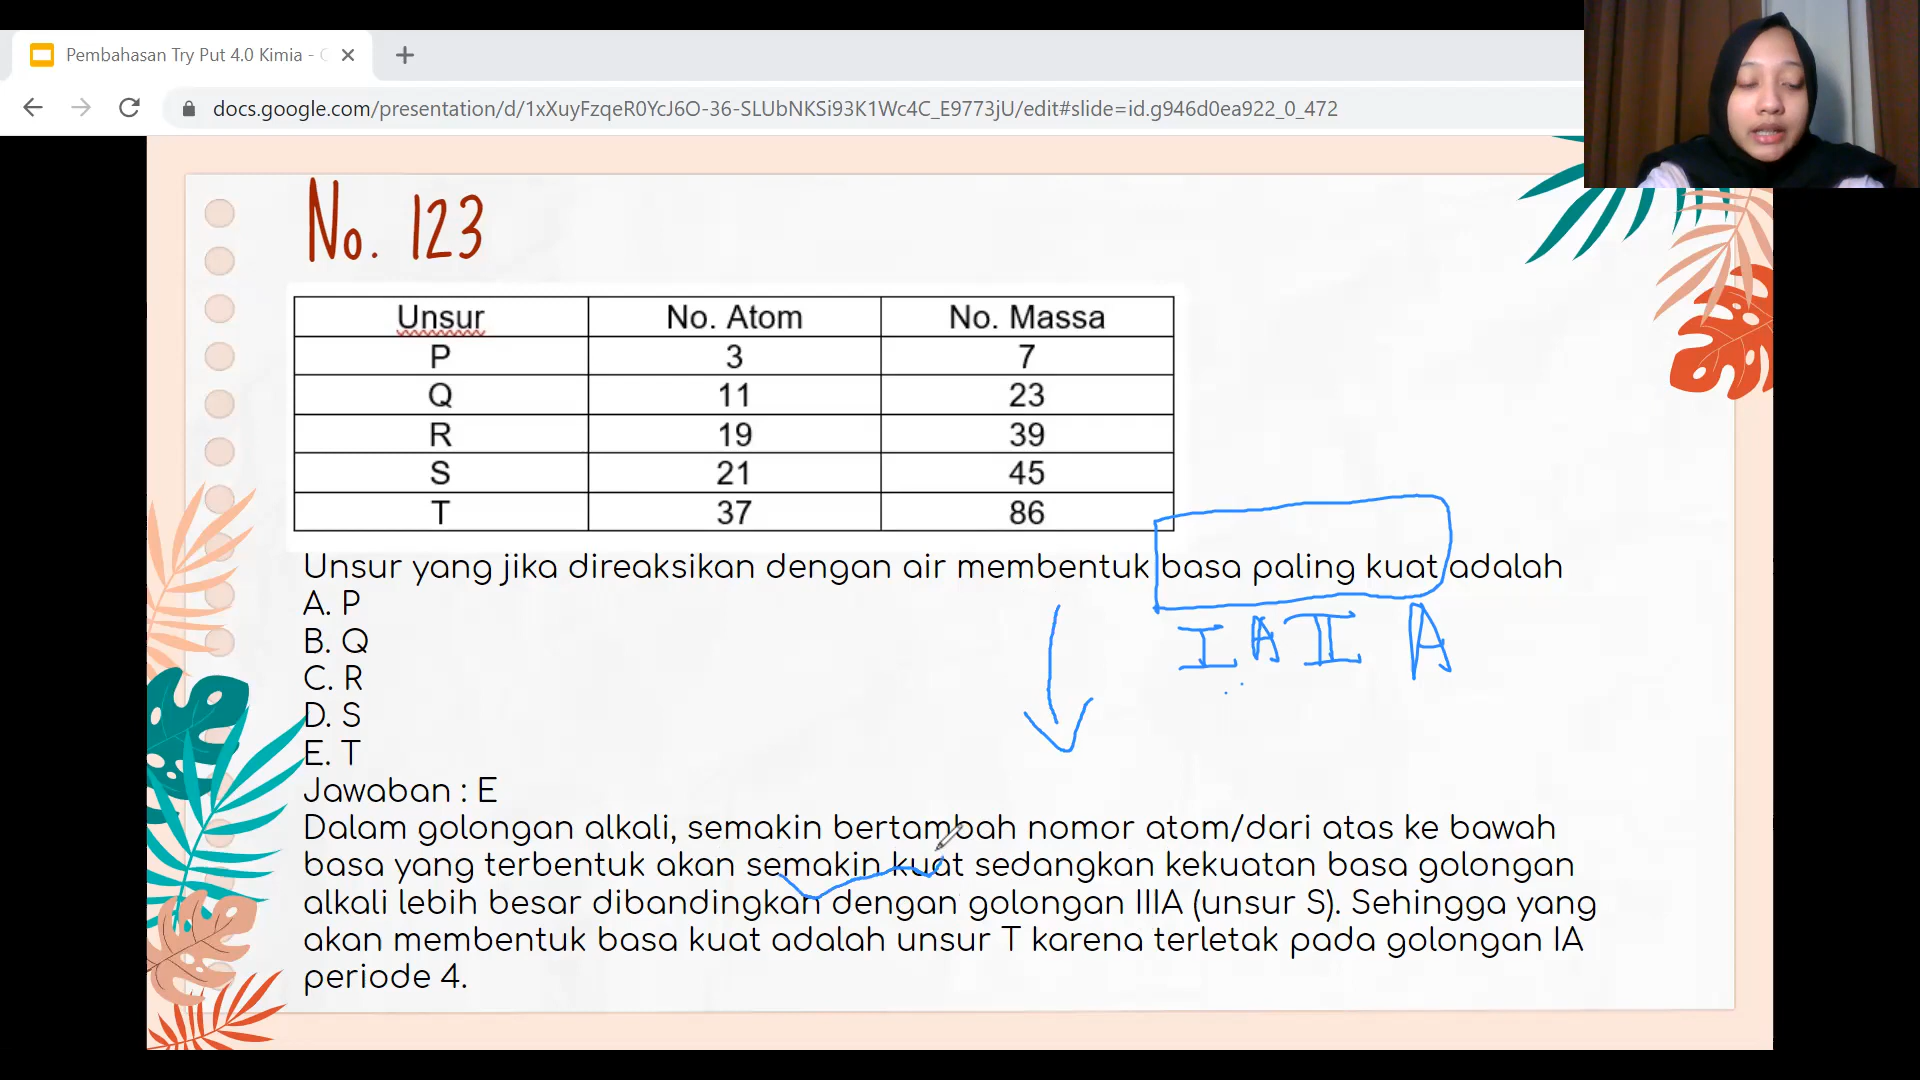 Pembahasan Try Put 4.0 Kimia -
docs.google.com/presentation/d/1xXuyFzqeR0YcJ6O-36-SLUbNKSi93K1Wc4C_E9773jU/edit#slide=id.g946d0ea922_0_472
No. 123
Unsur No. Atom No. Massa
P 3 7
Q 11 23
R 19 39
S 21 45
T 37 86
Unsur yang jika direaksikan dengan air membentuk basa paling kuat adalah
A. P
I A II A
B. Q
C. R
D. S
E. T
Jawaban : E
Dalam golongan alkali, semakin bertambah nomor atom/dari atas ke bawah
basa yang terbentuk akan semakin kuat sedangkan kekuatan basa golongan
alkali lebih besar dibandingkan dengan golongan IIIA (unsur S). Sehingga yang
akan membentuk basa kuat adalah unsur T karena terletak pada golongan IA
periode 4.